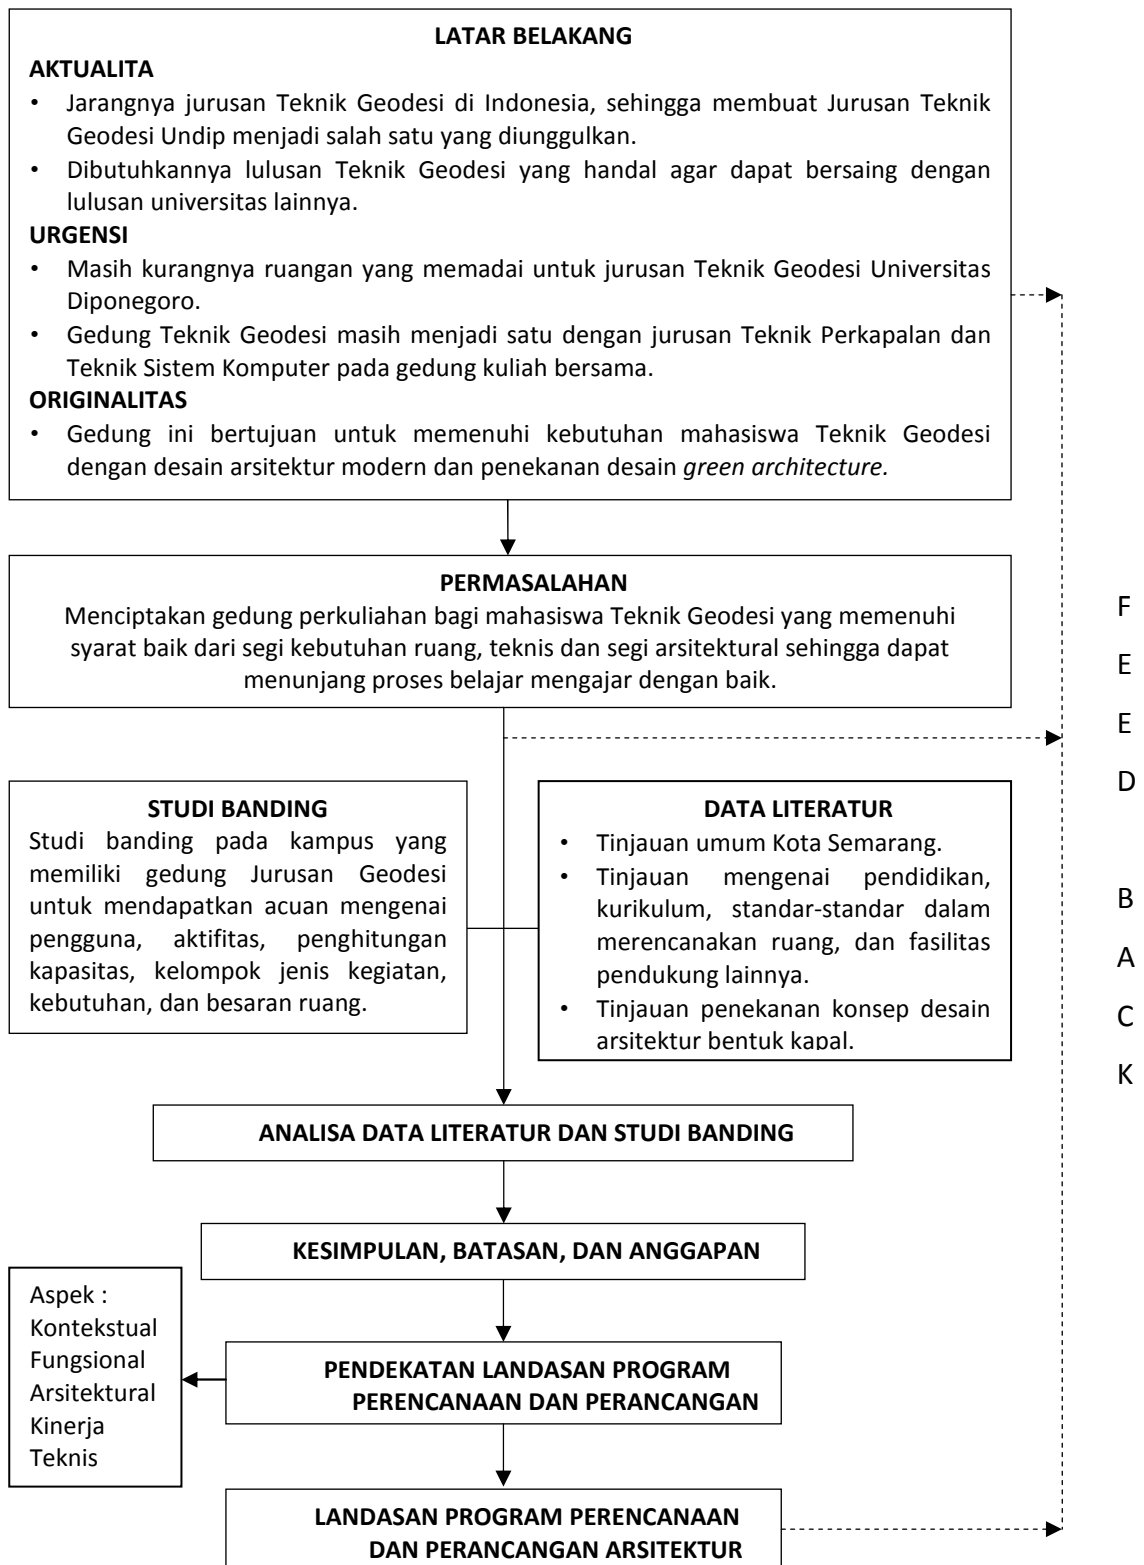 LATAR BELAKANG
AKTUALITA
• Jarangnya jurusan Teknik Geodesi di Indonesia, sehingga membuat Jurusan Teknik
Geodesi Undip menjadi salah satu yang diunggulkan.
• Dibutuhkannya lulusan Teknik Geodesi yang handal agar dapat bersaing dengan
lulusan universitas lainnya.
URGENSI
• Masih kurangnya ruangan yang memadai untuk jurusan Teknik Geodesi Universitas
Diponegoro.
• Gedung Teknik Geodesi masih menjadi satu dengan jurusan Teknik Perkapalan dan
Teknik Sistem Komputer pada gedung kuliah bersama.
ORIGINALITAS
• Gedung ini bertujuan untuk memenuhi kebutuhan mahasiswa Teknik Geodesi
dengan desain arsitektur modern dan penekanan desain green architecture.
PERMASALAHAN
Menciptakan gedung perkuliahan bagi mahasiswa Teknik Geodesi yang memenuhi
syarat baik dari segi kebutuhan ruang, teknis dan segi arsitektural sehingga dapat
menunjang proses belajar mengajar dengan baik.
STUDI BANDING
Studi banding pada kampus yang
memiliki gedung Jurusan Geodesi
untuk mendapatkan acuan mengenai
pengguna, aktifitas, penghitungan
kapasitas, kelompok jenis kegiatan,
kebutuhan, dan besaran ruang.
DATA LITERATUR
• Tinjauan umum Kota Semarang.
• Tinjauan mengenai pendidikan,
kurikulum, standar-standar dalam
merencanakan ruang, dan fasilitas
pendukung lainnya.
• Tinjauan penekanan konsep desain
arsitektur bentuk kapal.
ANALISA DATA LITERATUR DAN STUDI BANDING
KESIMPULAN, BATASAN, DAN ANGGAPAN
Aspek :
Kontekstual
Fungsional
Arsitektural
Kinerja
Teknis
PENDEKATAN LANDASAN PROGRAM
PERENCANAAN DAN PERANCANGAN
LANDASAN PROGRAM PERENCANAAN
DAN PERANCANGAN ARSITEKTUR
F
E
E
D
B
A
C
K